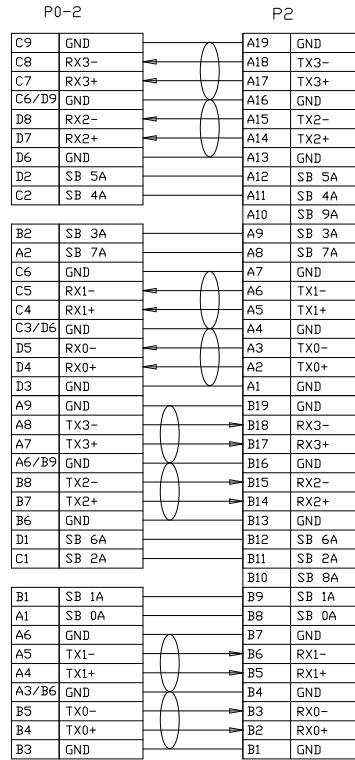 P0-2 P2
C9 GND A19 GND
C8 RX3- A18 TX3-
C7 RX3+ A17 TX3+
C6/D9 GND A16 GND
D8 RX2- A15 TX2-
D7 RX2+ A14 TX2+
D6 GND A13 GND
D2 SB 5A A12 SB 5A
C2 SB 4A A11 SB 4A
A10 SB 9A
B2 SB 3A A9 SB 3A
A2 SB 7A A8 SB 7A
C6 GND A7 GND
C5 RX1- A6 TX1-
C4 RX1+ A5 TX1+
C3/D6 GND A4 GND
D5 RX0- A3 TX0-
D4 RX0+ A2 TX0+
D3 GND A1 GND
A9 GND B19 GND
A8 TX3- B18 RX3-
A7 TX3+ B17 RX3+
A6/B9 GND B16 GND
B8 TX2- B15 RX2-
B7 TX2+ B14 RX2+
B6 GND B13 GND
D1 SB 6A B12 SB 6A
C1 SB 2A B11 SB 2A
B10 SB 8A
B1 SB 1A B9 SB 1A
A1 SB 0A B8 SB 0A
A6 GND B7 GND
A5 TX1- B6 RX1-
A4 TX1+ B5 RX1+
A3/B6 GND B4 GND
B5 TX0- B3 RX0-
B4 TX0+ B2 RX0+
B3 GND B1 GND